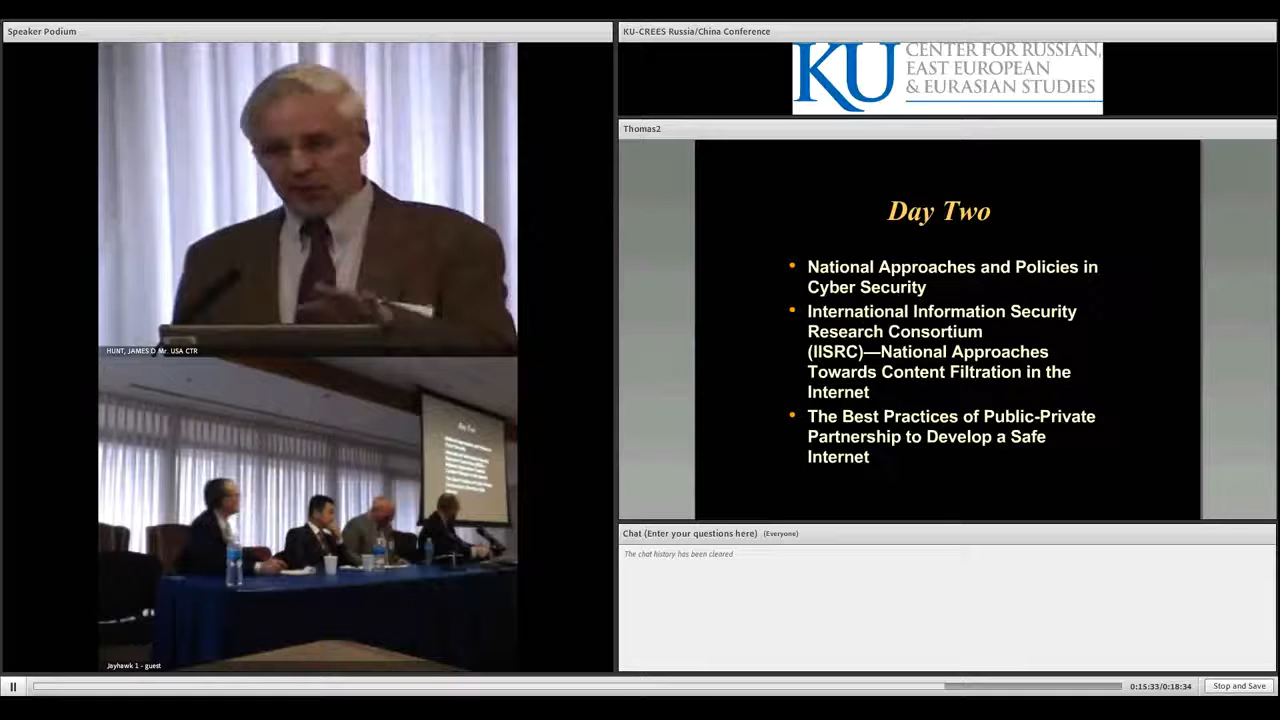 Speaker Podium
HUNT, JAMES D Mr. USA CTR
Day Two
Jayhawk 1 - guest
KU-CREES Russia/China Conference
KU
CENTER FOR RUSSIAN,
EAST EUROPEAN
& EURASIAN STUDIES
Thomas2
Day Two
• National Approaches and Policies in
Cyber Security
• International Information Security
Research Consortium
(IISRC)—National Approaches
Towards Content Filtration in the
Internet
• The Best Practices of Public-Private
Partnership to Develop a Safe
Internet
Chat (Enter your questions here) (Everyone)
The chat history has been cleared
0:15:33/0:18:34
Stop and Save